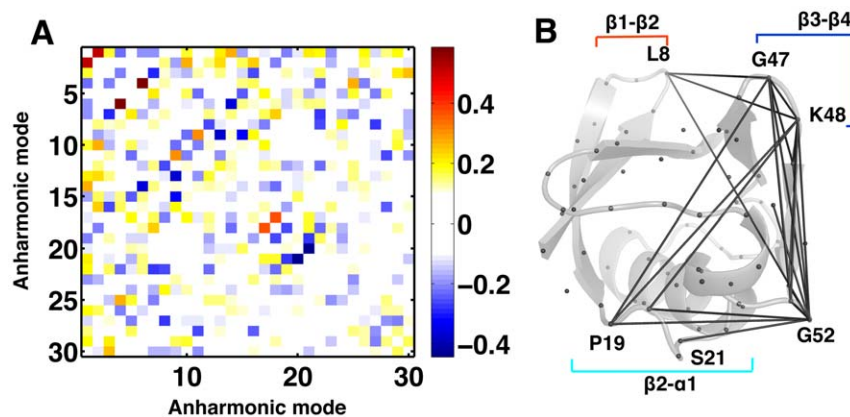 A
Anharmonic mode
5
10
15
20
25
30
10
20
30
Anharmonic mode
0.4
0.2
0
−0.2
−0.4
B
β1-β2
β3-β4
L8
G47
K48
P19
S21
G52
β2-α1